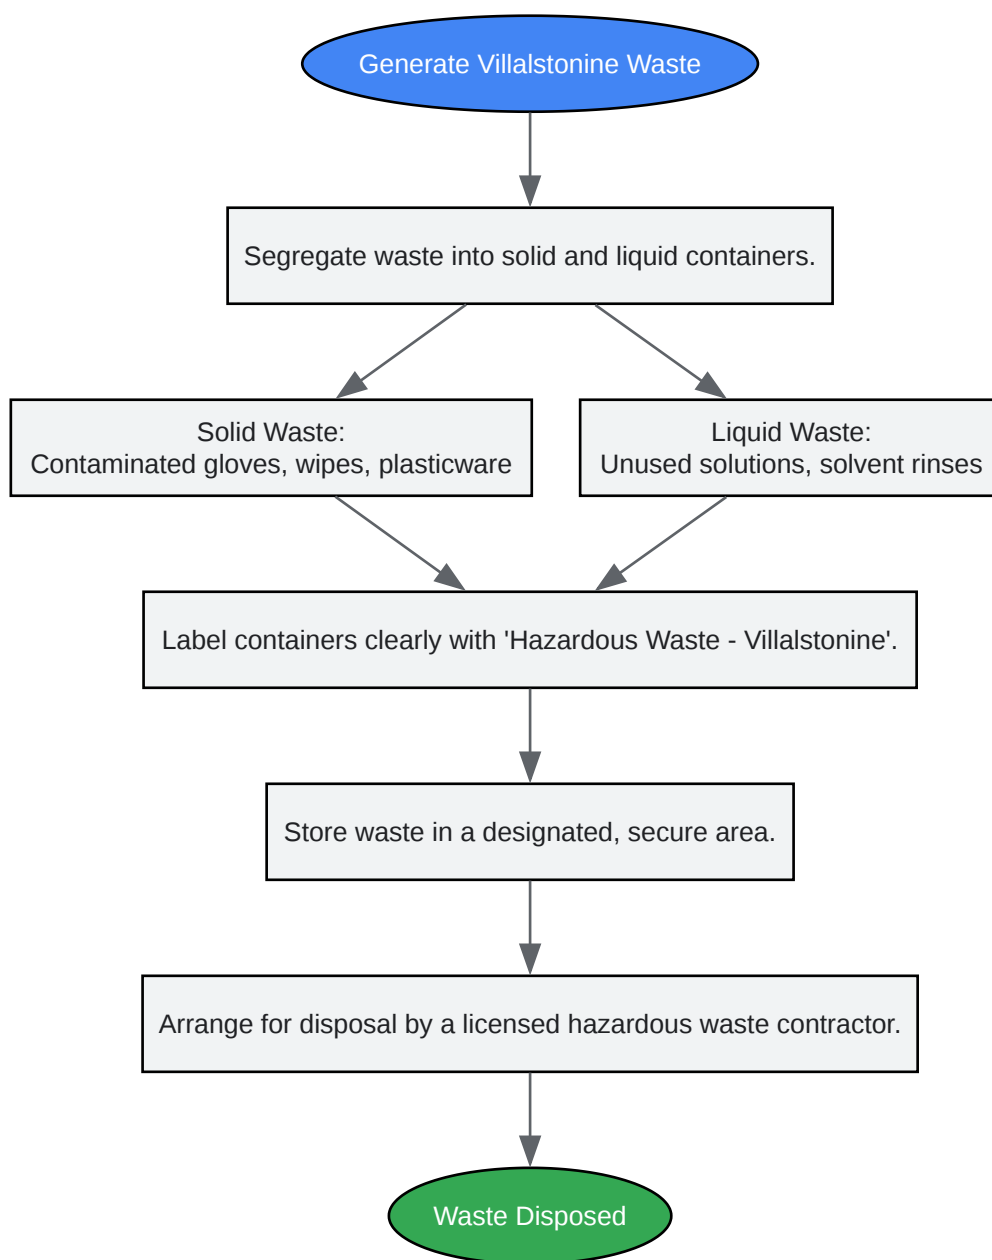 Generate Villalstonine Waste
Segregate waste into solid and liquid containers.
Solid Waste:
Contaminated gloves, wipes, plasticware
Liquid Waste:
Unused solutions, solvent rinses
Label containers clearly with 'Hazardous Waste - Villalstonine'.
Store waste in a designated, secure area.
Arrange for disposal by a licensed hazardous waste contractor.
Waste Disposed